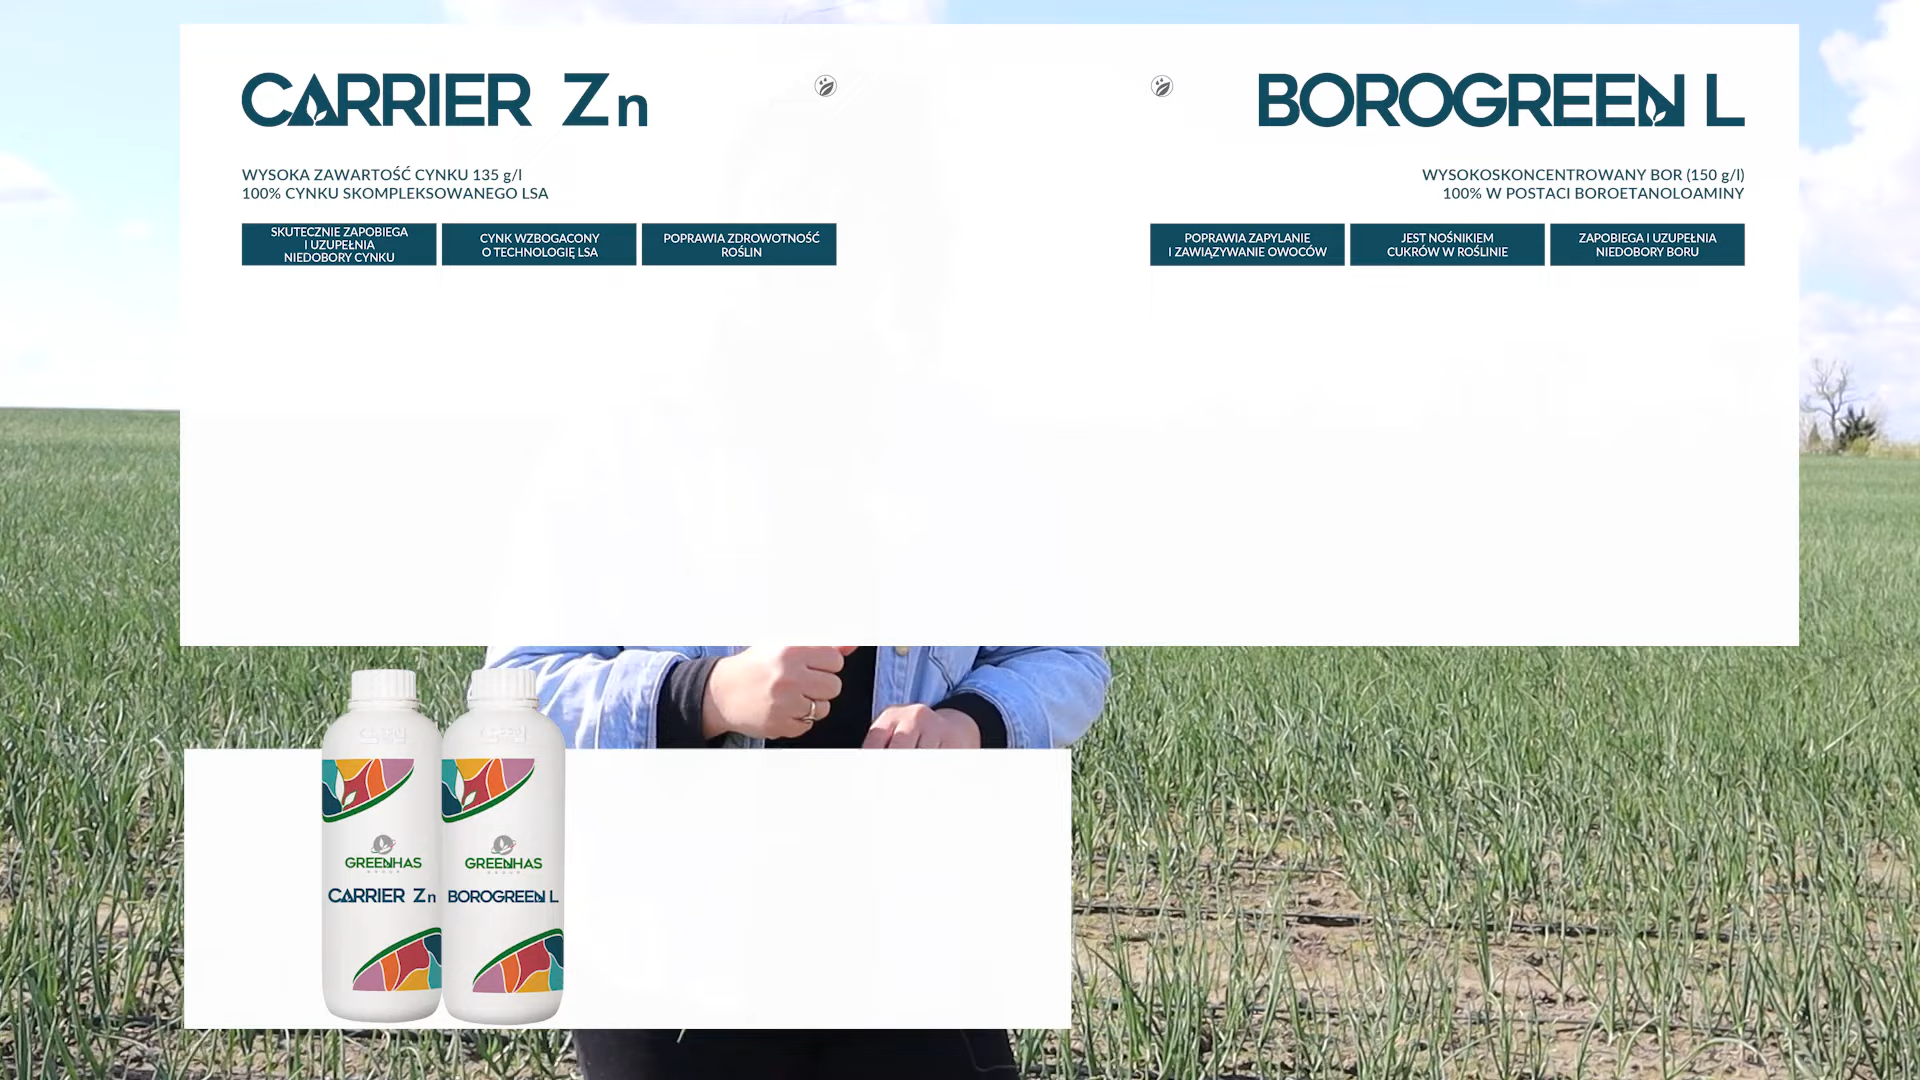 CARRIER Zn
WYSOKA ZAWARTOŚĆ CYNKU 135 g/l
100% CYNKU SKOMPLEKSOWANEGO LSA
SKUTECZNIE ZAPOBIEGA
I UZUPEŁNIA
NIEDOBORY CYNKU
CYNK WZBOGACONY
O TECHNOLOGIĘ LSA
POPRAWIA ZDROWOTNOŚĆ
ROŚLIN
BOROGREEN L
WYSOKOSKONCENTROWANY BOR (150 g/l)
100% W POSTACI BOROETANOLOAMINY
POPRAWIA ZAPYLANIE
I ZAWIĄZYWANIE OWOCÓW
JEST NOŚNIKIEM
CUKRÓW W ROŚLINIE
ZAPOBIEGA I UZUPEŁNIA
NIEDOBORY BORU
GREENHAS
GROUP
CARRIER Zn
GREENHAS
GROUP
BOROGREEN L